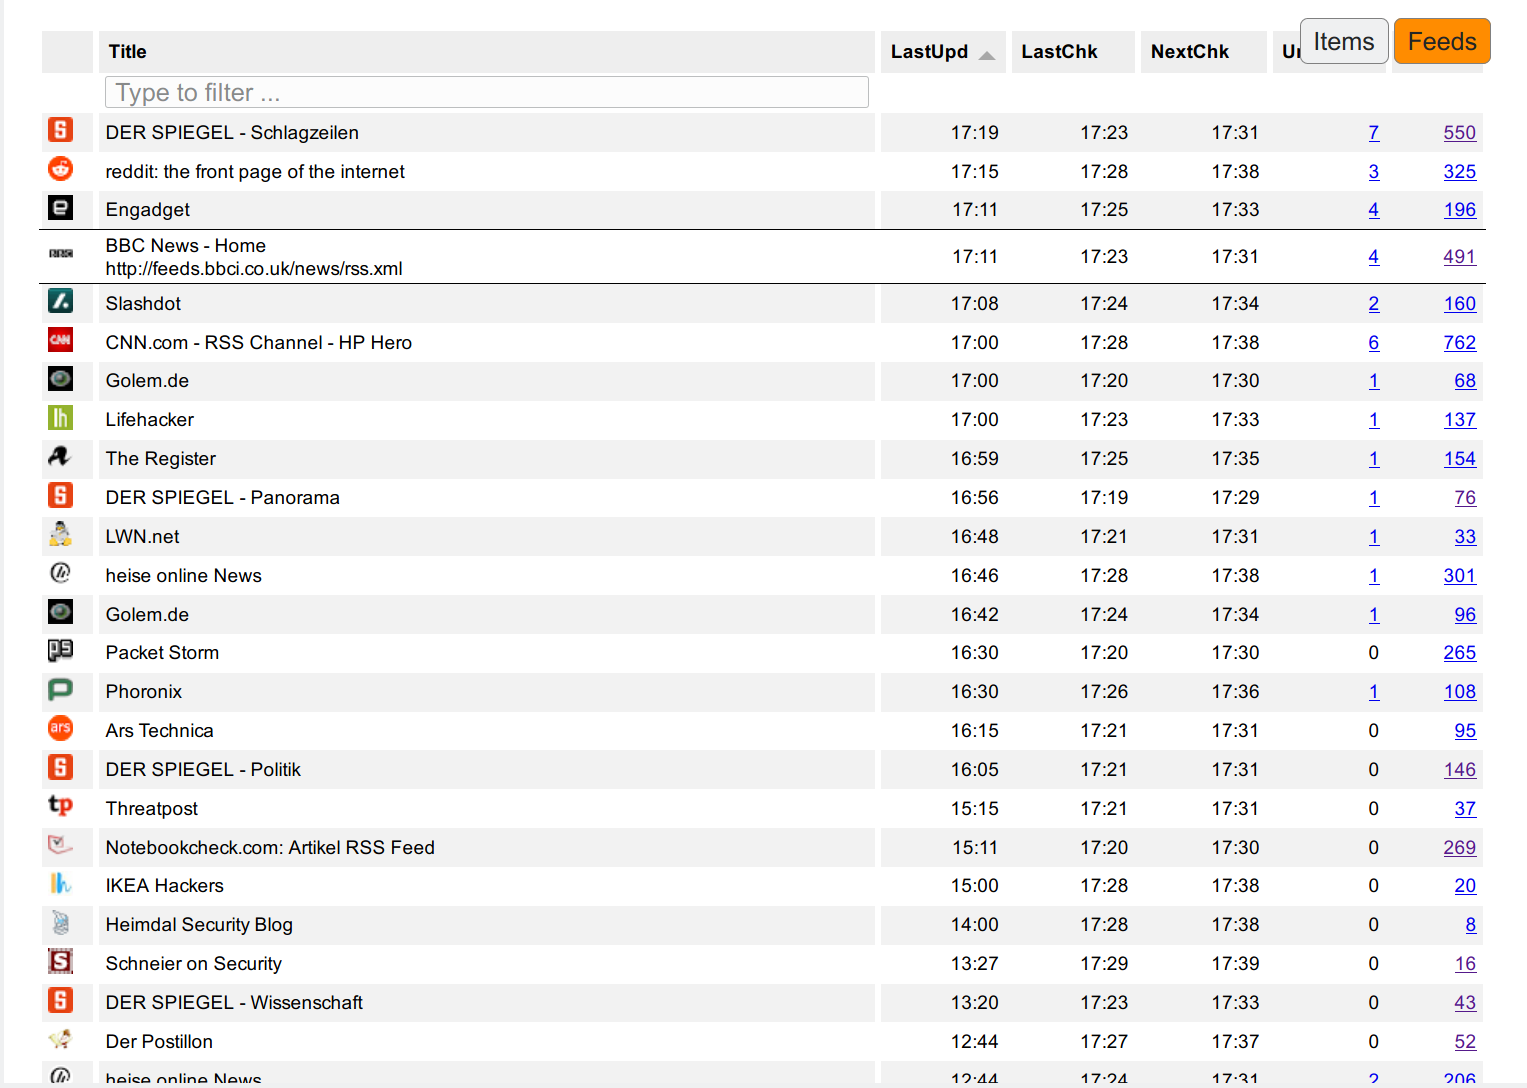 Title LastUpd LastChk NextChk Items Feeds
Type to filter ...
DER SPIEGEL - Schlagzeilen 17:19 17:23 17:31 7 550
reddit: the front page of the internet 17:15 17:28 17:38 3 325
Engadget 17:11 17:25 17:33 4 196
BBC News - Home
http://feeds.bbci.co.uk/news/rss.xml 17:11 17:23 17:31 4 491
Slashdot 17:08 17:24 17:34 2 160
CNN CNN.com - RSS Channel - HP Hero 17:00 17:28 17:38 6 762
Golem.de 17:00 17:20 17:30 1 68
lh Lifehacker 17:00 17:23 17:33 1 137
The Register 16:59 17:25 17:35 1 154
DER SPIEGEL - Panorama 16:56 17:19 17:29 1 76
LWN.net 16:48 17:21 17:31 1 33
heise online News 16:46 17:28 17:38 1 301
Golem.de 16:42 17:24 17:34 1 96
ps Packet Storm 16:30 17:20 17:30 0 265
Phoronix 16:30 17:26 17:36 1 108
ars Ars Technica 16:15 17:21 17:31 0 95
DER SPIEGEL - Politik 16:05 17:21 17:31 0 146
tp Threatpost 15:15 17:21 17:31 0 37
Notebookcheck.com: Artikel RSS Feed 15:11 17:20 17:30 0 269
IKEA Hackers 15:00 17:28 17:38 0 20
Heimdal Security Blog 14:00 17:28 17:38 0 8
S Schneier on Security 13:27 17:29 17:39 0 16
DER SPIEGEL - Wissenschaft 13:20 17:23 17:33 0 43
Der Postillon 12:44 17:27 17:37 0 52
heise online News 12:44 17:24 17:31 2 206